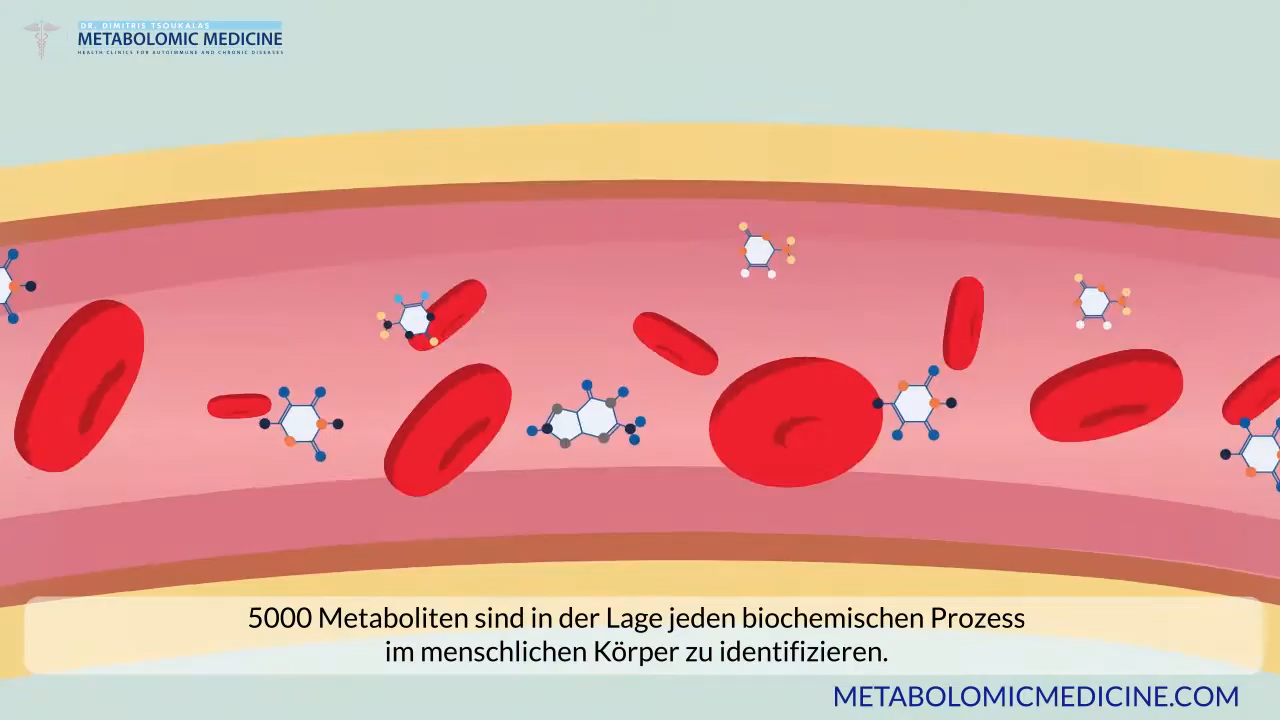 DR. DIMITRIS TSOUKALAS
METABOLOMIC MEDICINE
HEALTH CLINICS FOR AUTOIMMUNE AND CHRONIC DISEASES
5000 Metaboliten sind in der Lage jeden biochemischen Prozess
im menschlichen Körper zu identifizieren.
METABOLOMICMEDICINE.COM